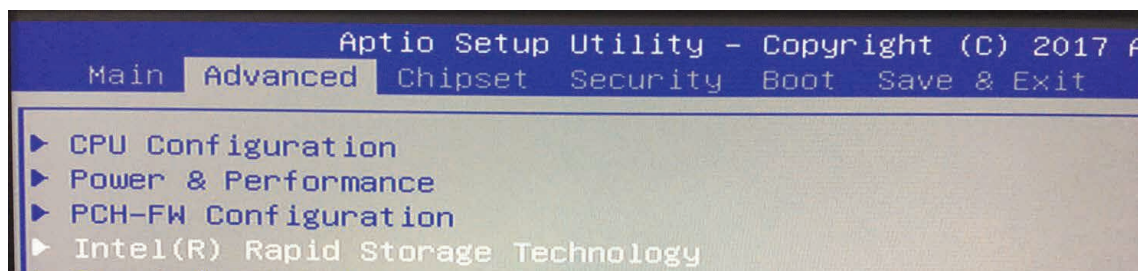 Aptio Setup Utility – Copyright (C) 2017
Main Advanced Chipset Security Boot Save & Exit
▶ CPU Configuration
▶ Power & Performance
▶ PCH-FW Configuration
▶ Intel(R) Rapid Storage Technology